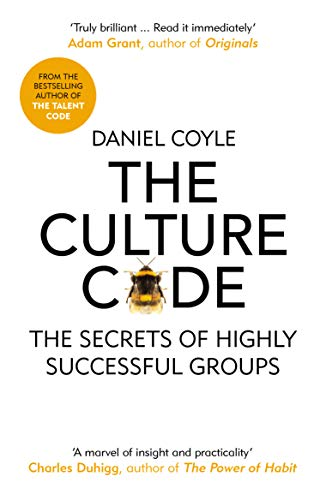 ‘Truly brilliant ... Read it immediately’
Adam Grant, author of Originals
FROM THE
BESTSELLING
AUTHOR OF
THE TALENT
CODE
DANIEL COYLE
THE
CULTURE
CODE
THE SECRETS OF HIGHLY
SUCCESSFUL GROUPS
‘A marvel of insight and practicality’
Charles Duhigg, author of The Power of Habit